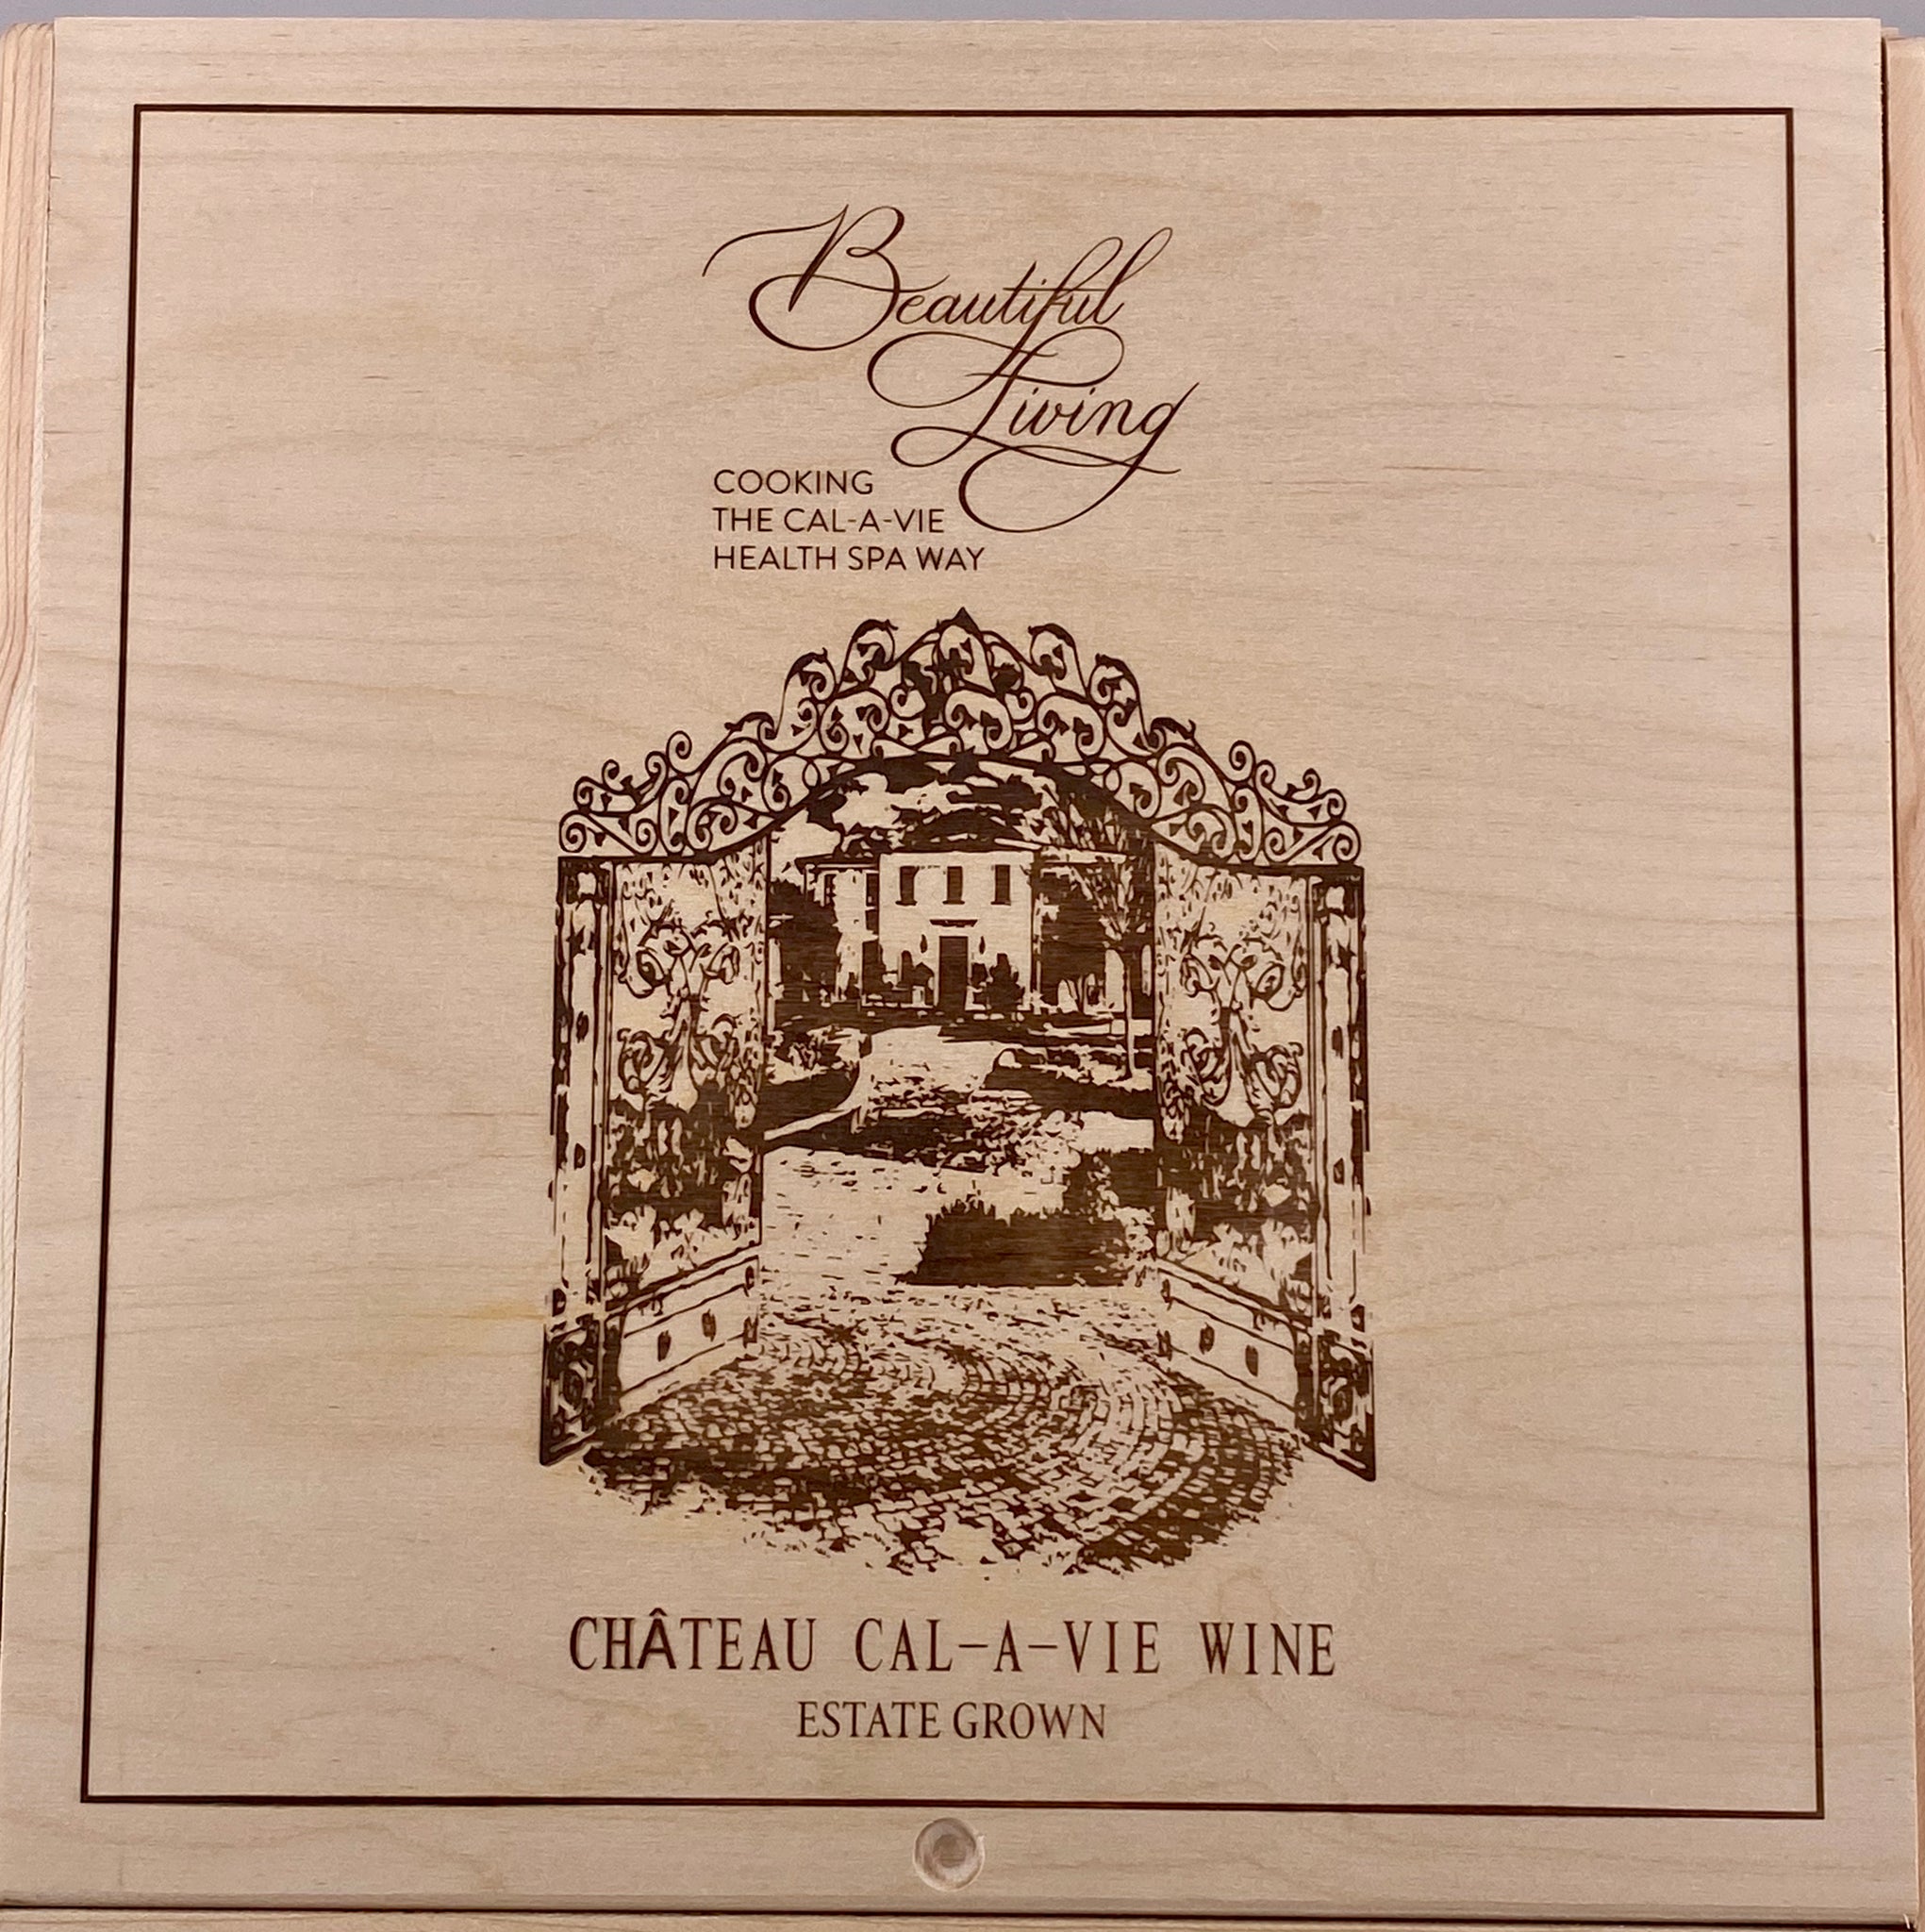 Beautiful
Living
COOKING
THE CAL-A-VIE
HEALTH SPA WAY
CHÂTEAU CAL-A-VIE WINE
ESTATE GROWN